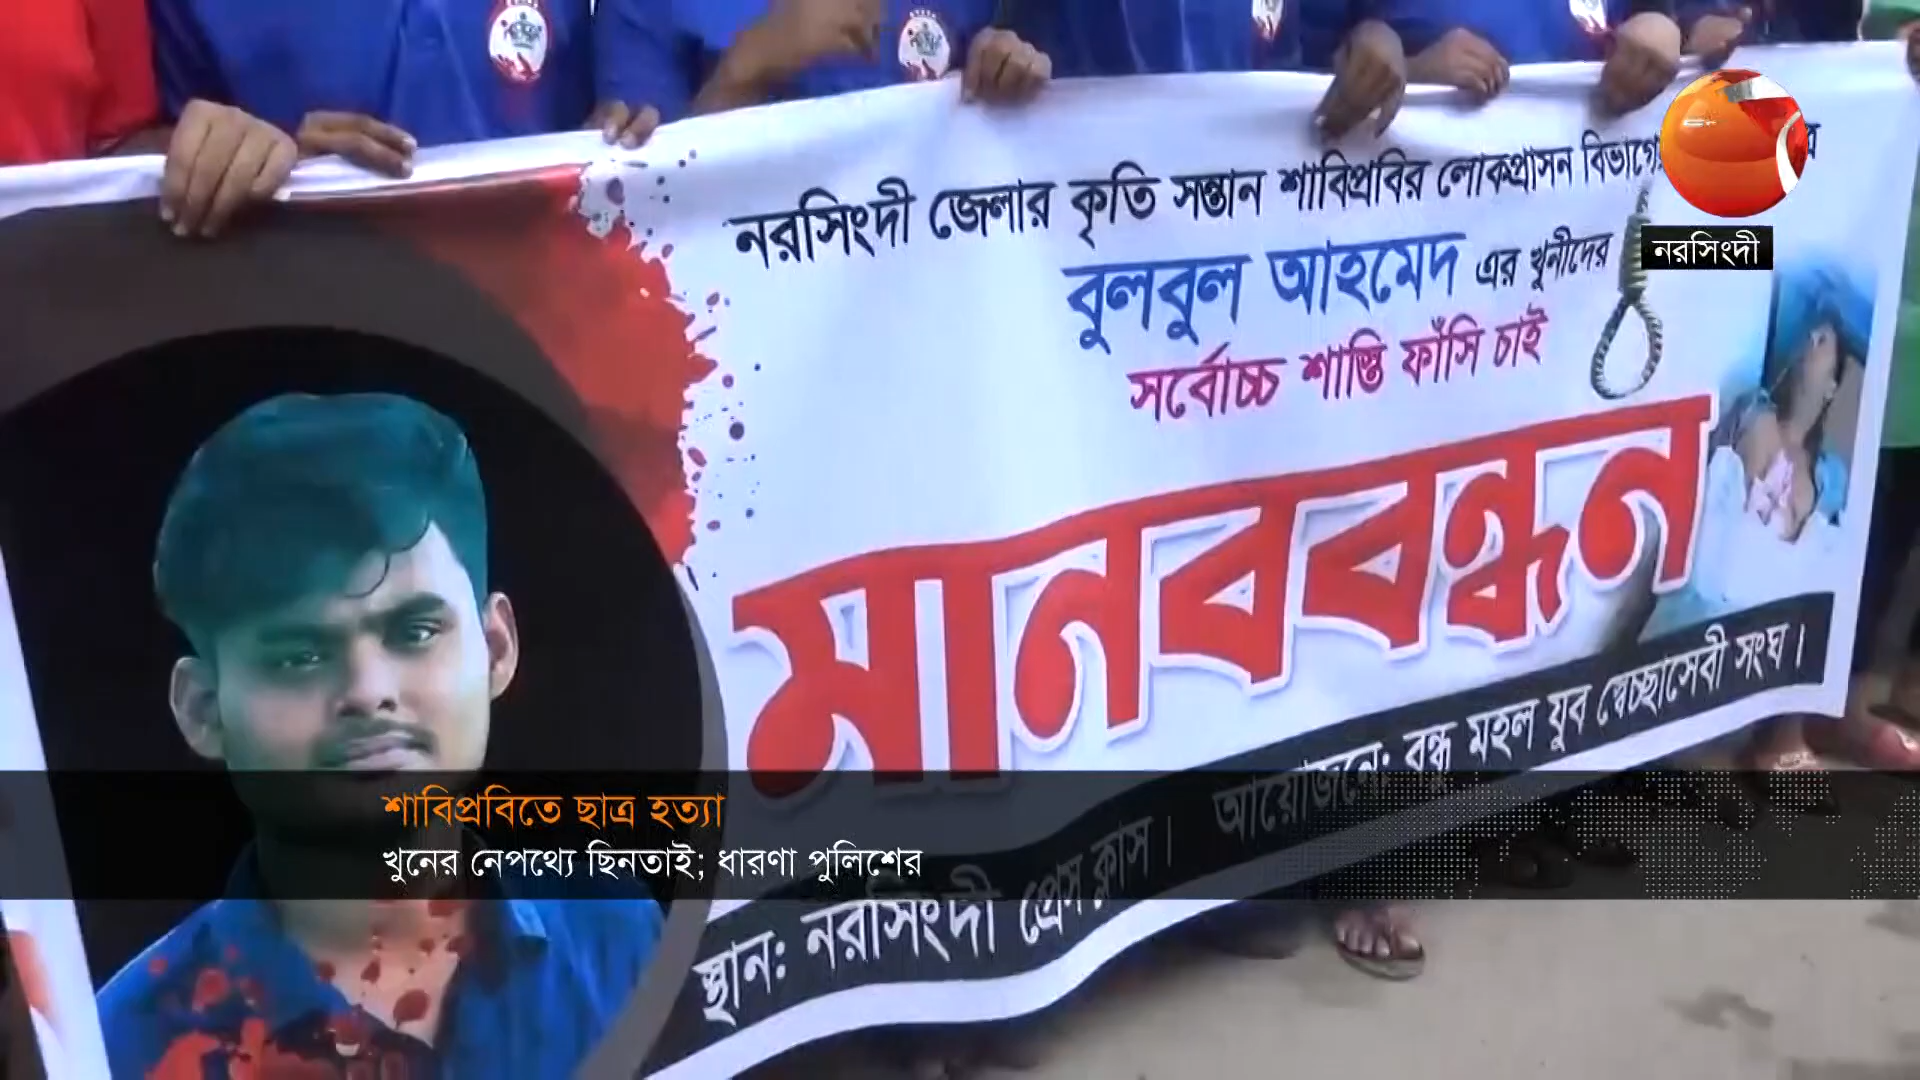 নরসিংদী জেলার কৃতি সন্তান শাবিপ্রবির লোকপ্রাসন বিভাগের
বুলবুল আহমেদ এর খুনীদের
সর্বোচ্চ শাস্তি ফাঁসি চাই
মানববন্ধন
স্থান: নরসিংদী প্রেস ক্লাস। আয়োজনে: বন্ধু মহল যুব স্বেচ্ছাসেবী সংঘ।
নরসিংদী
শাবিপ্রবিতে ছাত্র হত্যা
খুনের নেপথ্যে ছিনতাই; ধারণা পুলিশের